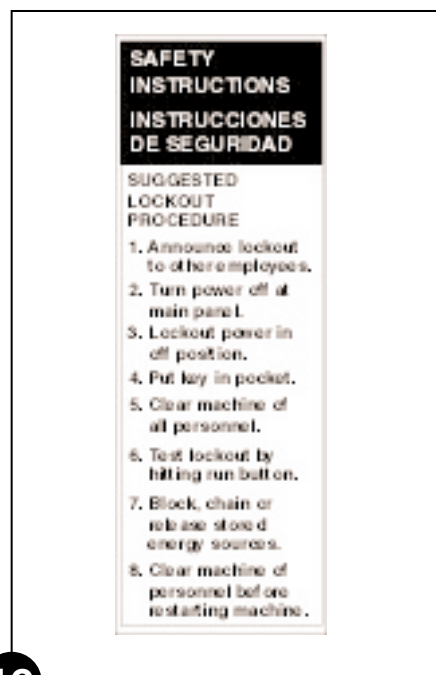 SAFETY
INSTRUCTIONS
INSTRUCCIONES
DE SEGURIDAD
SUGGESTED
LOCKOUT
PROCEDURE
1. Announce lockout
to other employees.
2. Turn power off at
main panel.
3. Lockout power in
off position.
4. Put key in pocket.
5. Clear machine of
all personnel.
6. Test lockout by
hitting run button.
7. Block, chain or
release stored
energy sources.
8. Clear machine of
personnel before
restarting machine.